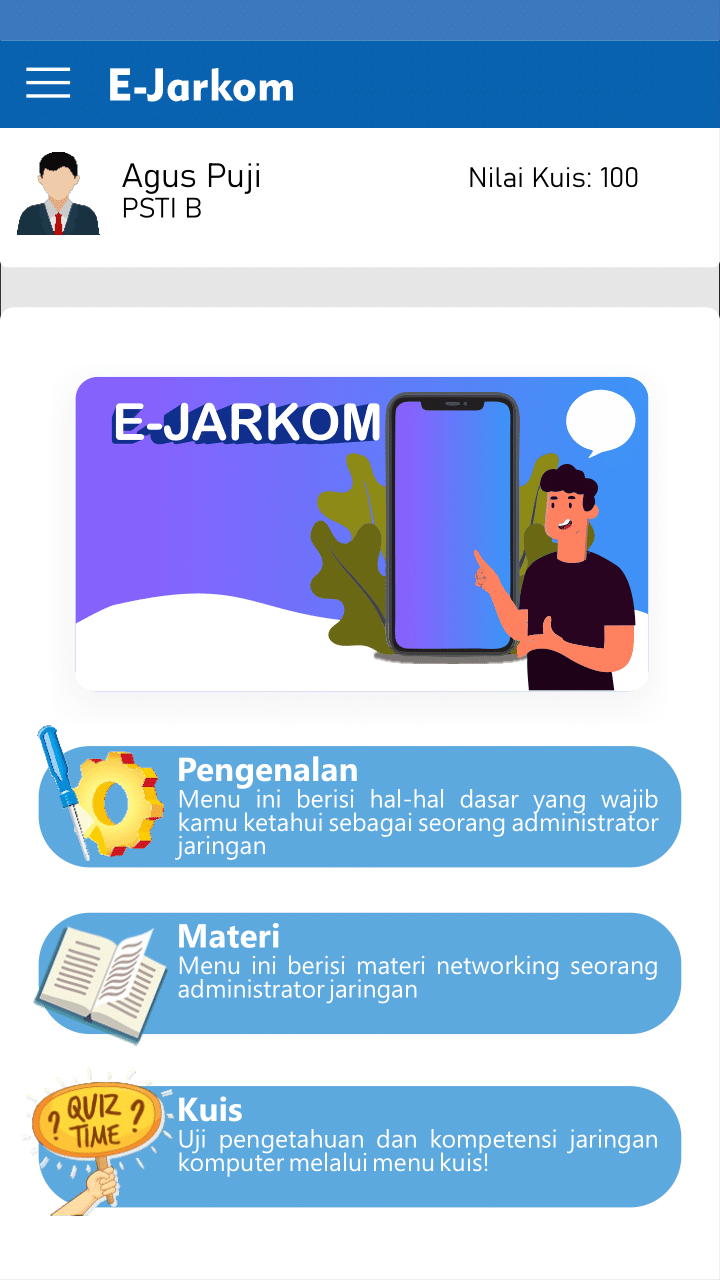 E-Jarkom
Agus Puji
Nilai Kuis: 100
PSTI B
E-JARKOM
Pengenalan
Menu ini berisi hal-hal dasar yang wajib
kamu ketahui sebagai seorang administrator
jaringan
Materi
Menu ini berisi materi networking seorang
administrator jaringan
? QUIZ ?
TIME
Kuis
Uji pengetahuan dan kompetensi jaringan
komputer melalui menu kuis!